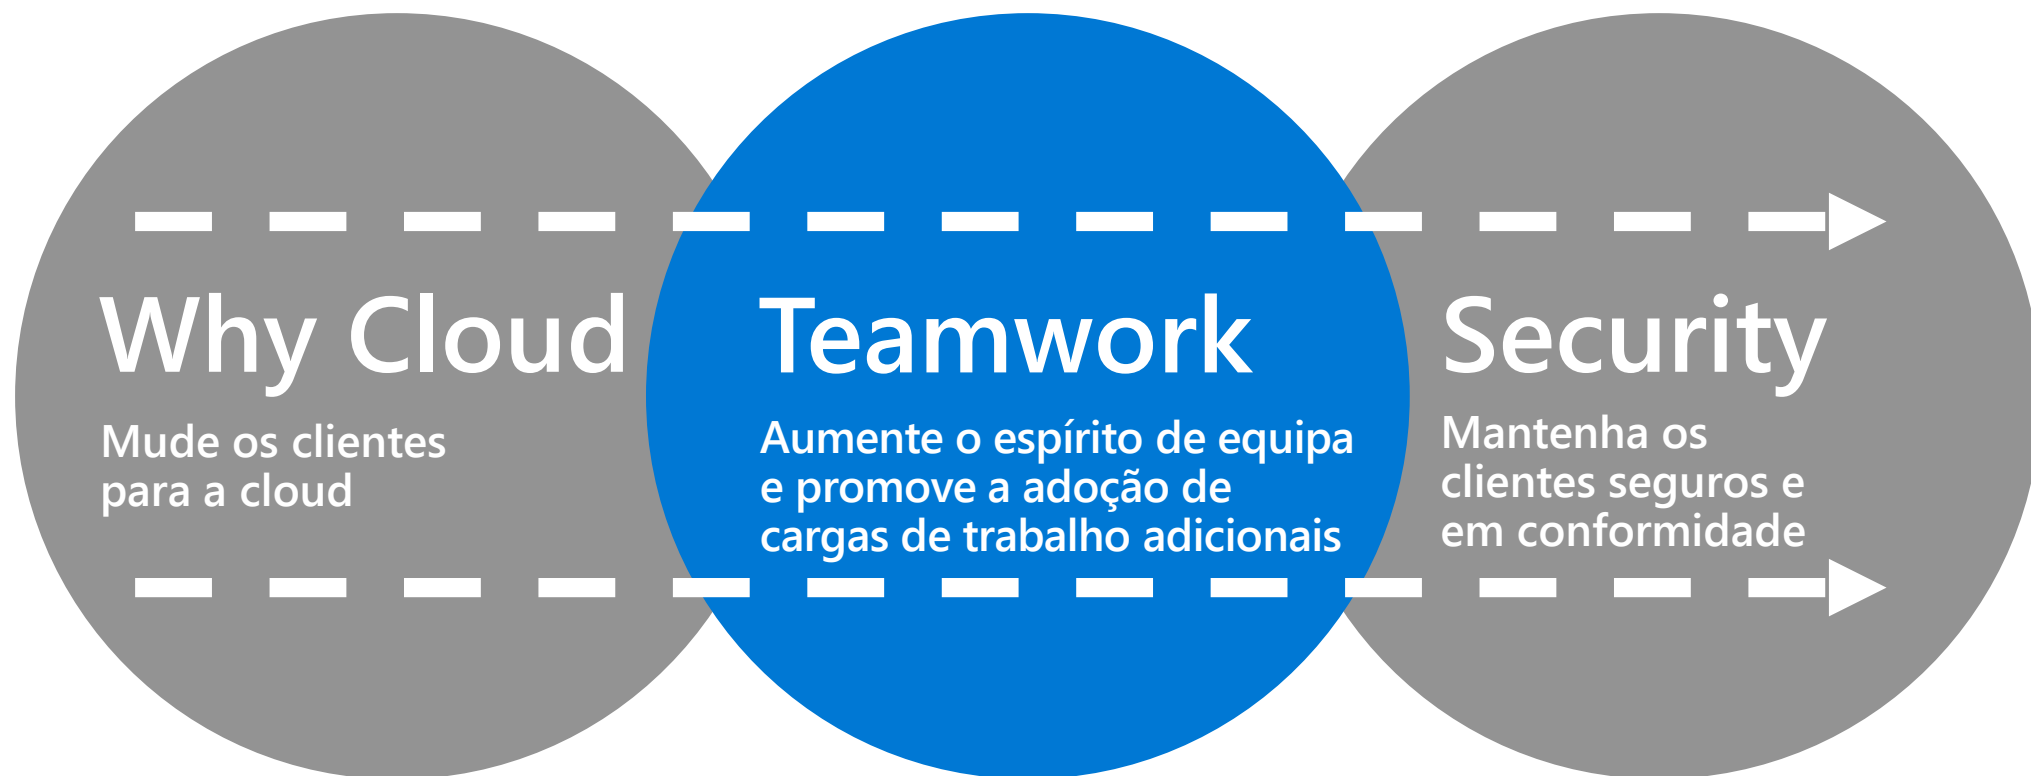 Why Cloud
Mude os clientes
para a cloud
Teamwork
Aumente o espírito de equipa
e promove a adoção de
cargas de trabalho adicionais
Security
Mantenha os
clientes seguros e
em conformidade